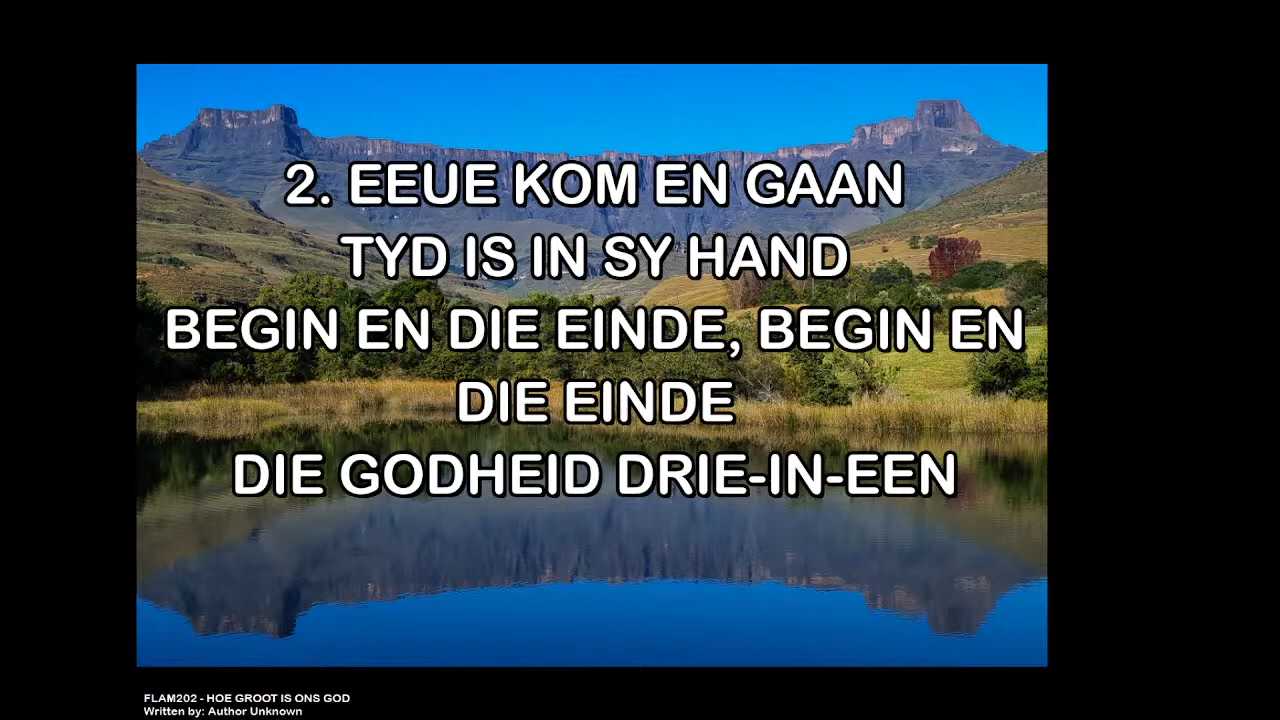 2. EEUE KOM EN GAAN
TYD IS IN SY HAND
BEGIN EN DIE EINDE, BEGIN EN
DIE EINDE
DIE GODHEID DRIE-IN-EEN
FLAM202 - HOE GROOT IS ONS GOD
Written by: Author Unknown